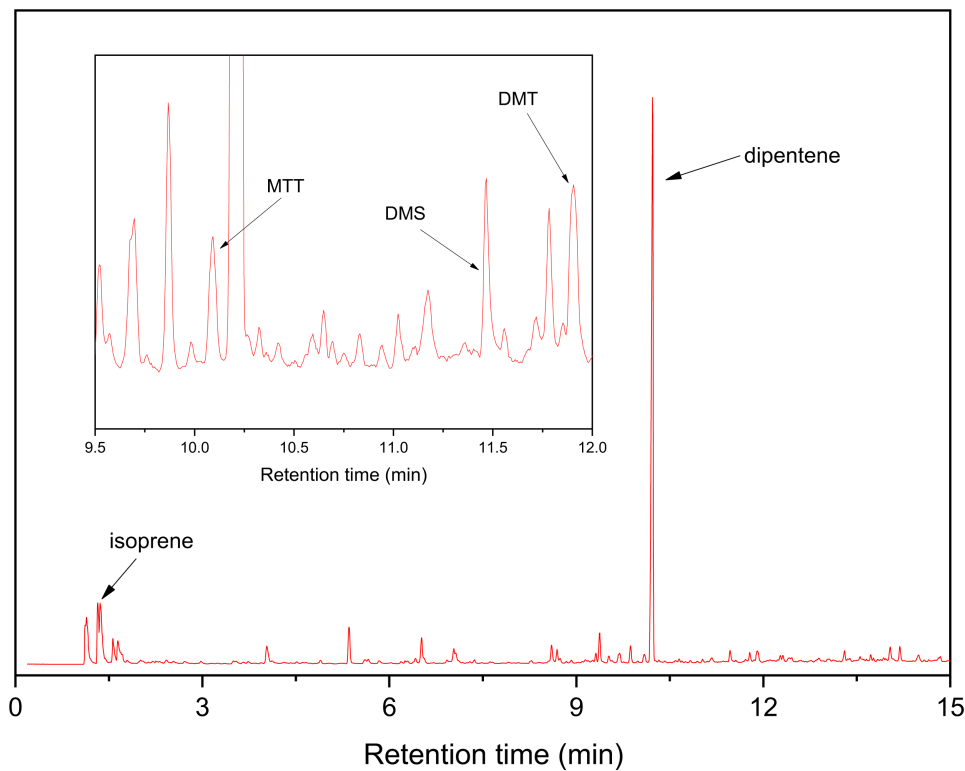 DMT
dipentene
MTT
DMS
9.5 10.0 10.5 11.0 11.5 12.0
Retention time (min)
isoprene
0 3 6 9 12 15
Retention time (min)